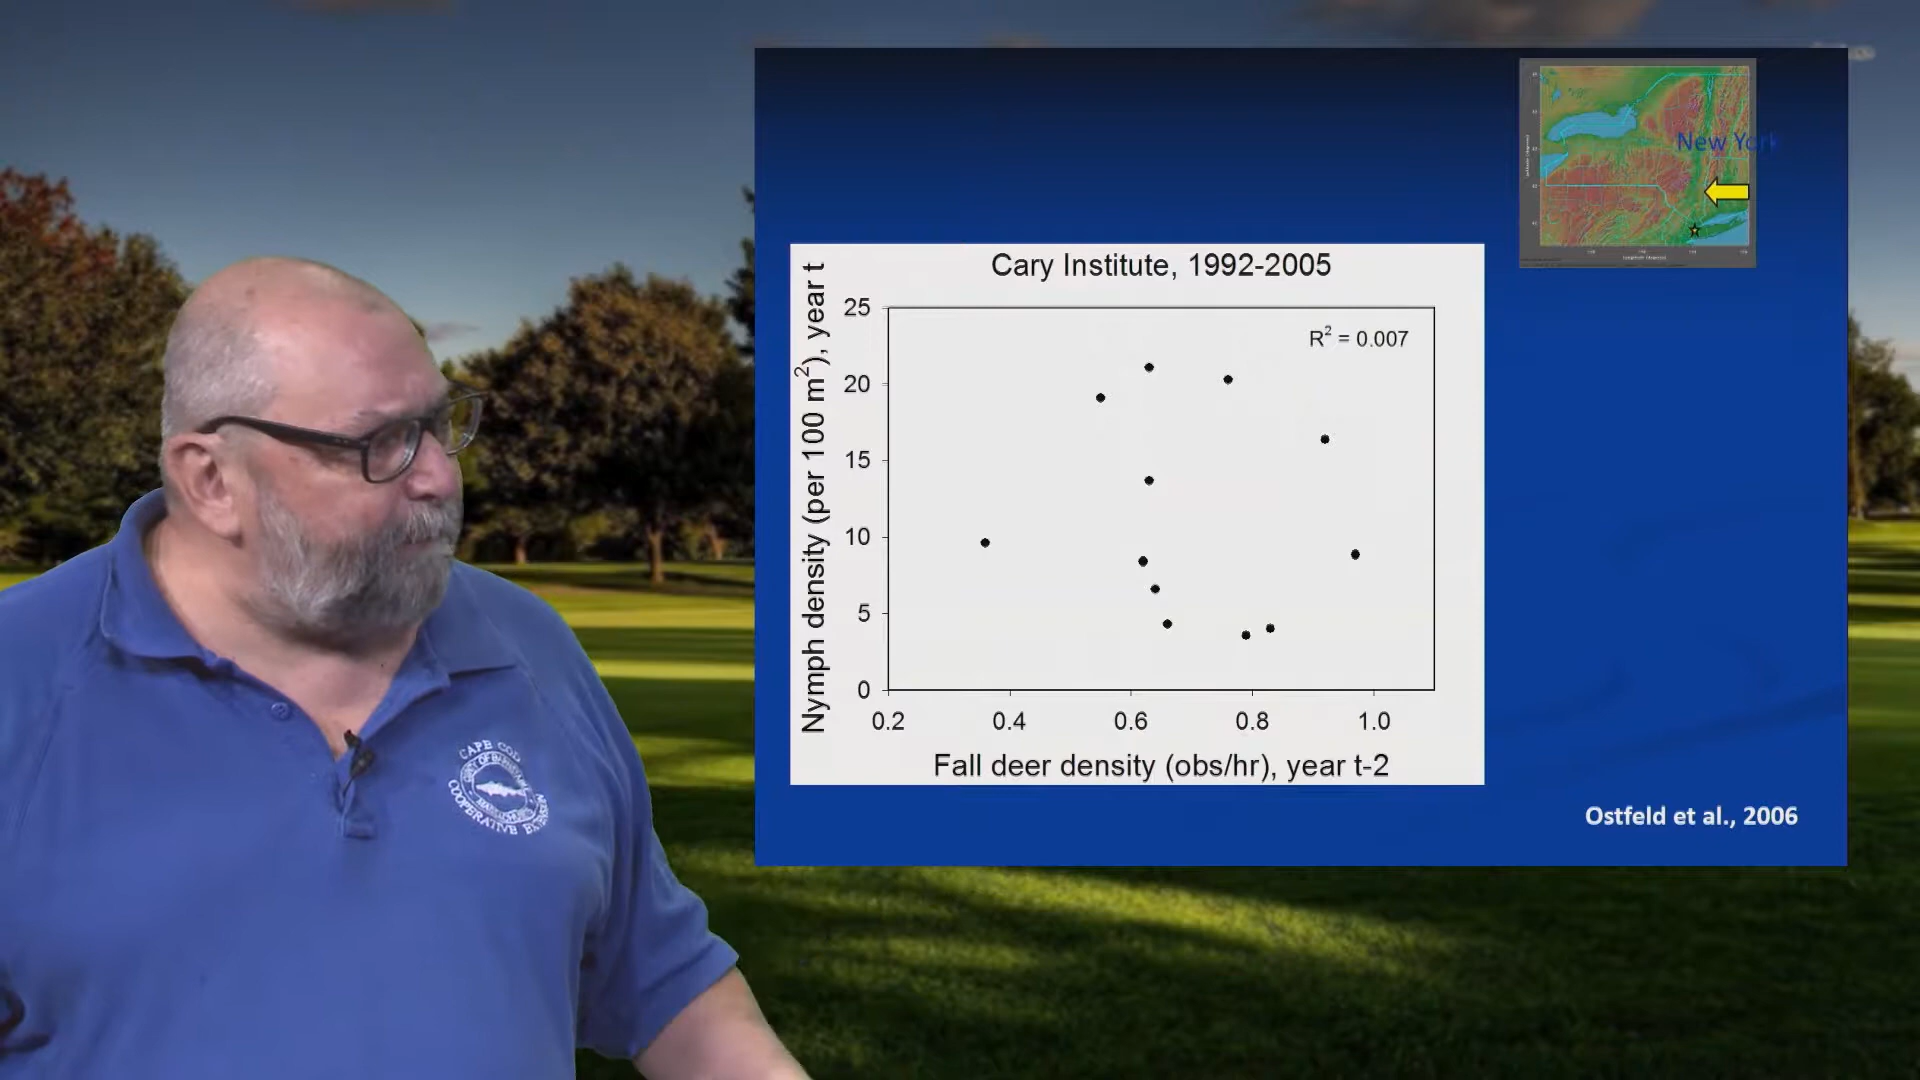 New York
Cary Institute, 1992-2005
Nymph density (per 100 m²), year t
25
20
15
10
5
0
R² = 0.007
0.2 0.4 0.6 0.8 1.0
Fall deer density (obs/hr), year t-2
Ostfeld et al., 2006
CAPE COD
COOPERATIVE